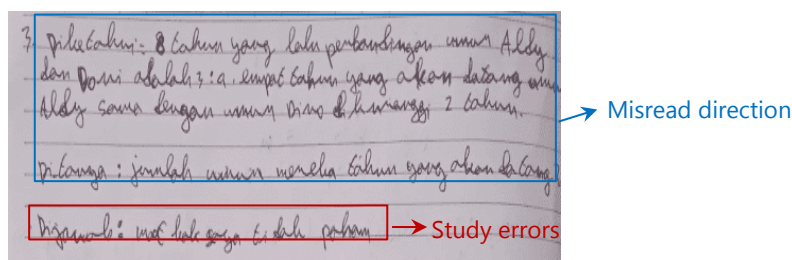 3. Diketahui: 8 tahun yang lalu perbandingan umur Aldy
dan Doni adalah 3:a. empat tahun yang akan datang umur
Aldy sama dengan umur Dino dikurangi 2 tahun.
Misread direction
Ditanya: jumlah umur mereka tahun yang akan datang?
Dijawab: maaf kak saya tidak paham
Study errors